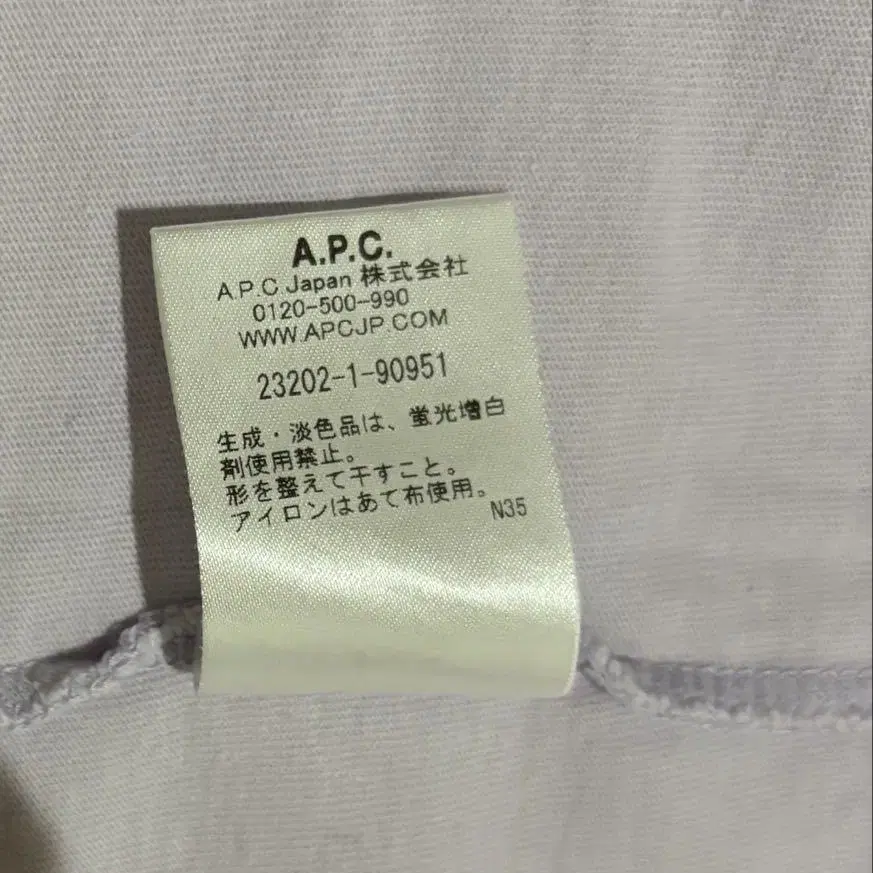 A.P.C.
A.P.C.Japan 株式会社
0120-500-990
WWW.APCJP.COM
23202-1-90951
生成・淡色品は、蛍光増白
剤使用禁止。
形を整えて干すこと。
アイロンはあて布使用。
N35